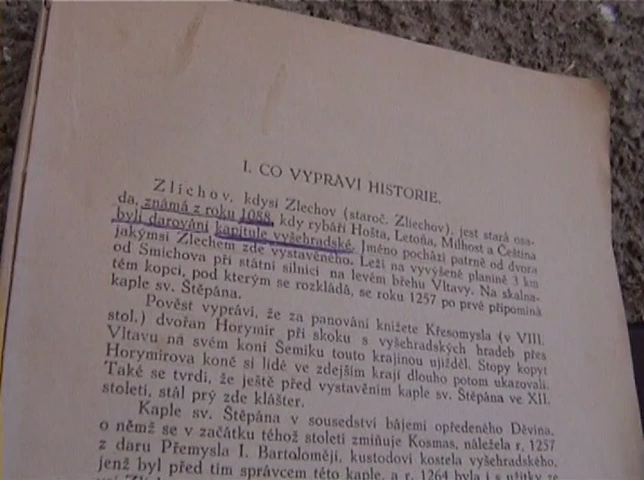 I. CO VYPRAVÍ HISTORIE.
Zlíchov, kdysi Zlechov (staroč. Zliechov), jest stará osa-
da, známá z roku 1088, kdy rybáři Hošta, Letoňa, Milhost a Čeština
byli darováni kapitule vyšehradské. Jméno pochází patrně od dvora
jakýmsi Zlechem zde vystaveného. Leží na vyvýšené planině 3 km
od Smíchova při státní silnici na levém břehu Vltavy. Na skalna-
tém kopci, pod kterým se rozkládá, se roku 1257 po prvé připomíná
kaple sv. Štěpána.
Pověst vypráví, že za panování knížete Křesomysla (v VIII.
stol.) dvořan Horymír při skoku s vyšehradských hradeb přes
Vltavu na svém koni Šemíku touto krajinou ujížděl. Stopy kopyt
Horymírova koně si lidé ve zdejším kraji dlouho potom ukazovali.
Také se tvrdí, že ještě před vystavěním kaple sv. Štěpána ve XII.
století, stál prý zde klášter.
Kaple sv. Štěpána v sousedství bájemi opředeného Děvína,
o němž se v začátku téhož století zmiňuje Kosmas, náležela r. 1257
z daru Přemysla I. Bartoloměji, kustodovi kostela vyšehradského,
jenž byl před tím správcem této kaple, a r. 1264 byla i s užitky ze